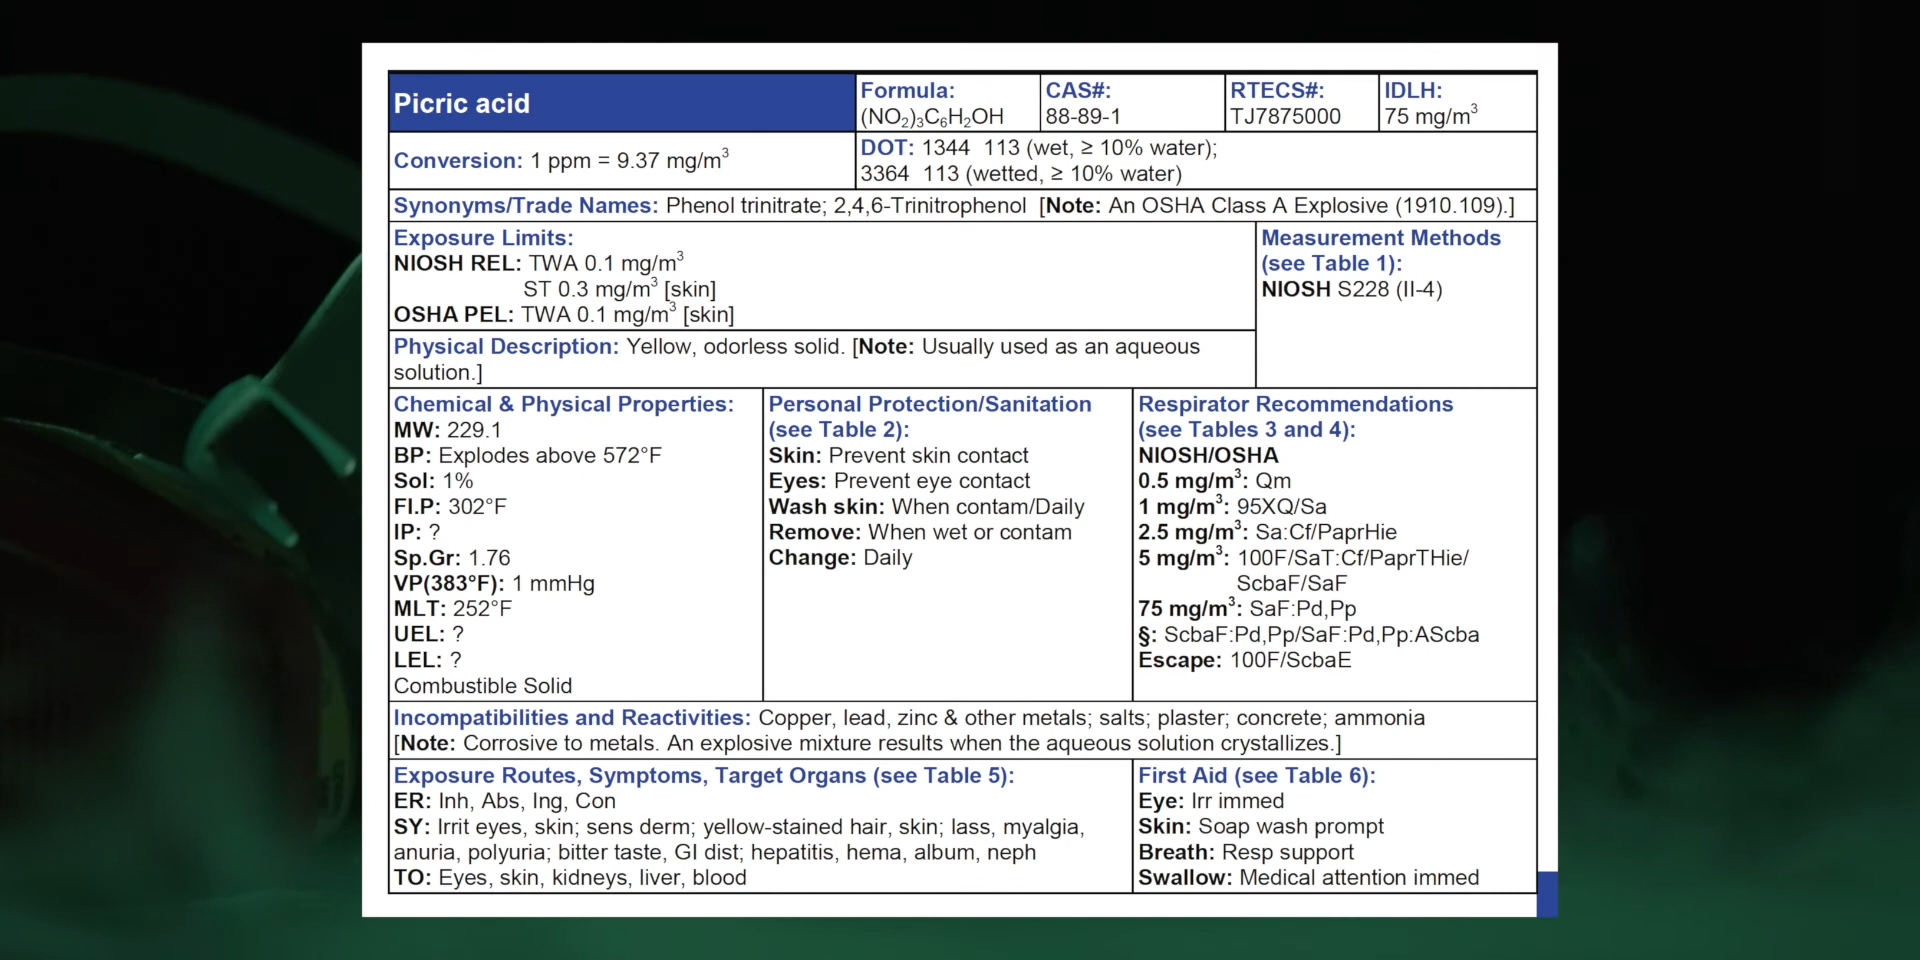 Picric acid
Formula:
(NO₂)₃C₆H₂OH
CAS#:
88-89-1
RTECS#:
TJ7875000
IDLH:
75 mg/m³
Conversion: 1 ppm = 9.37 mg/m³
DOT: 1344 113 (wet, ≥ 10% water);
3364 113 (wetted, ≥ 10% water)
Synonyms/Trade Names: Phenol trinitrate; 2,4,6-Trinitrophenol [Note: An OSHA Class A Explosive (1910.109).]
Exposure Limits:
NIOSH REL: TWA 0.1 mg/m³
ST 0.3 mg/m³ [skin]
OSHA PEL: TWA 0.1 mg/m³ [skin]
Measurement Methods
(see Table 1):
NIOSH S228 (II-4)
Physical Description: Yellow, odorless solid. [Note: Usually used as an aqueous
solution.]
Chemical & Physical Properties:
MW: 229.1
BP: Explodes above 572°F
Sol: 1%
Fl.P: 302°F
IP: ?
Sp.Gr: 1.76
VP(383°F): 1 mmHg
MLT: 252°F
UEL: ?
LEL: ?
Combustible Solid
Personal Protection/Sanitation
(see Table 2):
Skin: Prevent skin contact
Eyes: Prevent eye contact
Wash skin: When contam/Daily
Remove: When wet or contam
Change: Daily
Respirator Recommendations
(see Tables 3 and 4):
NIOSH/OSHA
0.5 mg/m³: Qm
1 mg/m³: 95XQ/Sa
2.5 mg/m³: Sa:Cf/PaprHie
5 mg/m³: 100F/SaT:Cf/PaprTHie/
ScbaF/SaF
75 mg/m³: SaF:Pd,Pp
§: ScbaF:Pd,Pp/SaF:Pd,Pp:AScba
Escape: 100F/ScbaE
Incompatibilities and Reactivities: Copper, lead, zinc & other metals; salts; plaster; concrete; ammonia
[Note: Corrosive to metals. An explosive mixture results when the aqueous solution crystallizes.]
Exposure Routes, Symptoms, Target Organs (see Table 5):
ER: Inh, Abs, Ing, Con
SY: Irrit eyes, skin; sens derm; yellow-stained hair, skin; lass, myalgia,
anuria, polyuria; bitter taste, GI dist; hepatitis, hema, album, neph
TO: Eyes, skin, kidneys, liver, blood
First Aid (see Table 6):
Eye: Irr immed
Skin: Soap wash prompt
Breath: Resp support
Swallow: Medical attention immed